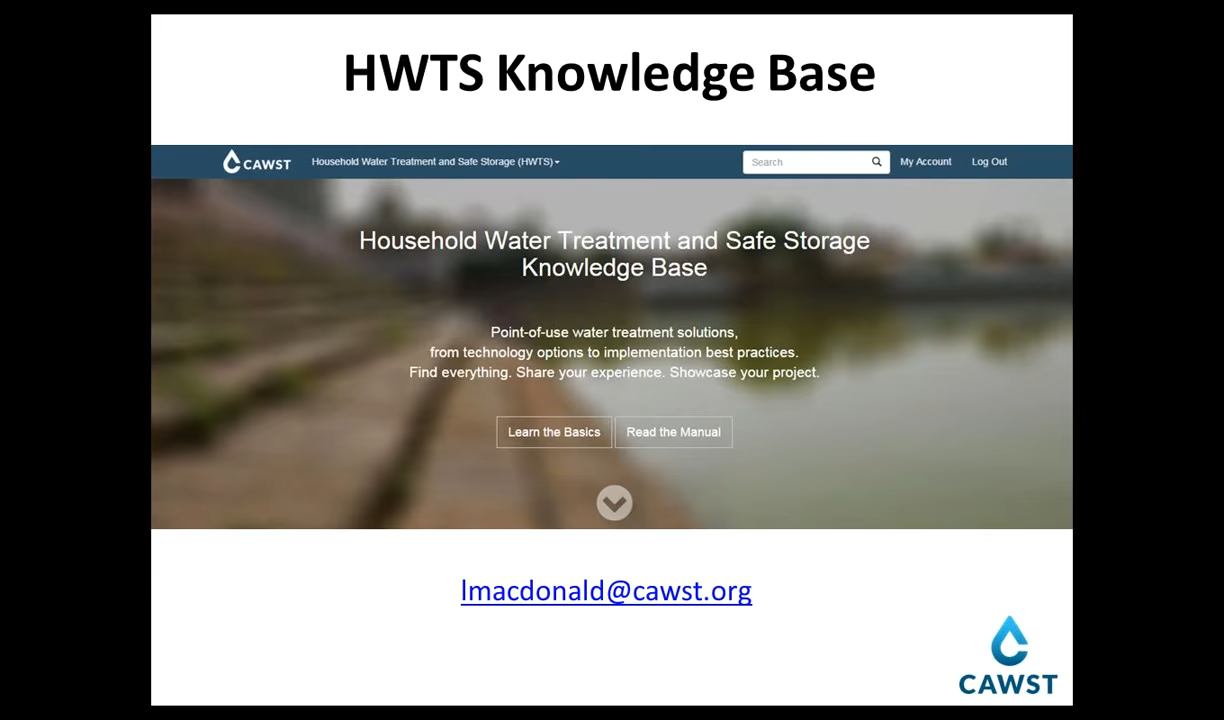 HWTS Knowledge Base
CAWST
Household Water Treatment and Safe Storage (HWTS)
Search
My Account
Log Out
Household Water Treatment and Safe Storage
Knowledge Base
Point-of-use water treatment solutions,
from technology options to implementation best practices.
Find everything. Share your experience. Showcase your project.
Learn the Basics
Read the Manual
lmacdonald@cawst.org
CAWST